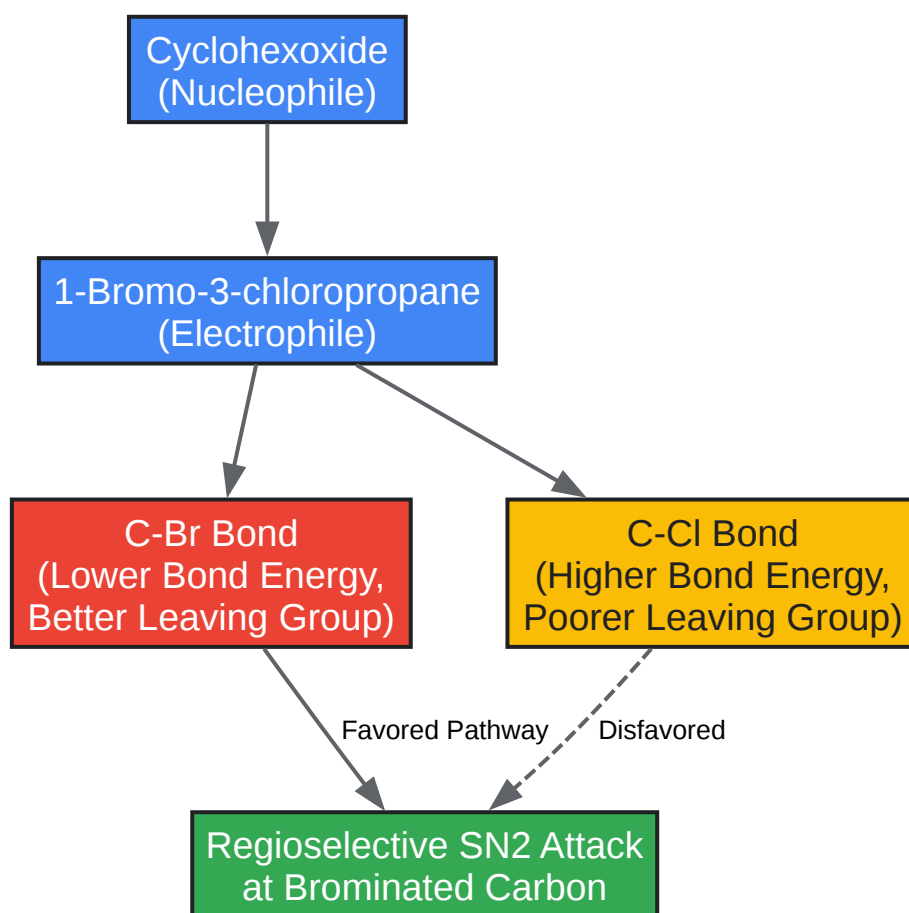 Cyclohexoxide
(Nucleophile)
1-Bromo-3-chloropropane
(Electrophile)
C-Br Bond
(Lower Bond Energy,
Better Leaving Group)
C-Cl Bond
(Higher Bond Energy,
Poorer Leaving Group)
Favored Pathway
Disfavored
Regioselective SN2 Attack
at Brominated Carbon